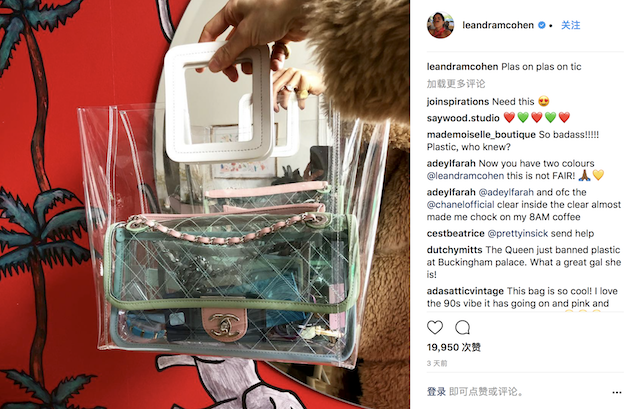 leandramcohen • 关注
leandramcohen Plas on plas on tic
加载更多评论
joinspirations Need this 😍
saywood.studio ❤️💚❤️💚❤️
mademoiselle_boutique So badass!!!!!
Plastic, who knew?
adeylfarah Now you have two colours
@leandramcohen this is not FAIR! 🙏🏾💛
adeylfarah @adeylfarah and ofc the
@chanelofficial clear inside the clear almost
made me chock on my 8AM coffee
cestbeatrice @prettyinsick send help
dutchymitts The Queen just banned plastic
at Buckingham palace. What a great gal she
is!
adasatticvintage This bag is so cool! I love
the 90s vibe it has going on and pink and
19,950 次赞
3 天前
登录 即可点赞或评论。